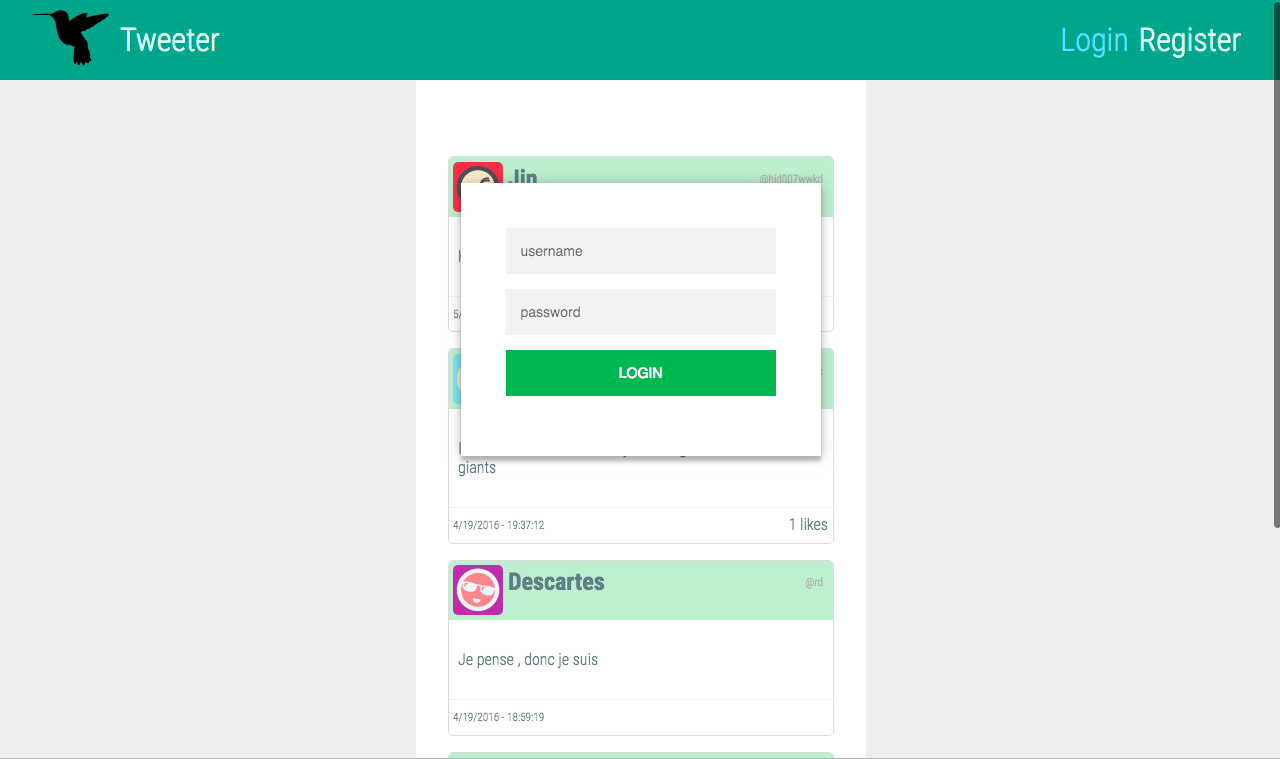 Tweeter
Login Register
Jin
@hid007wwkd
username
password
LOGIN
giants
4/19/2016 - 19:37:12
1 likes
Descartes
@rd
Je pense , donc je suis
4/19/2016 - 18:59:19